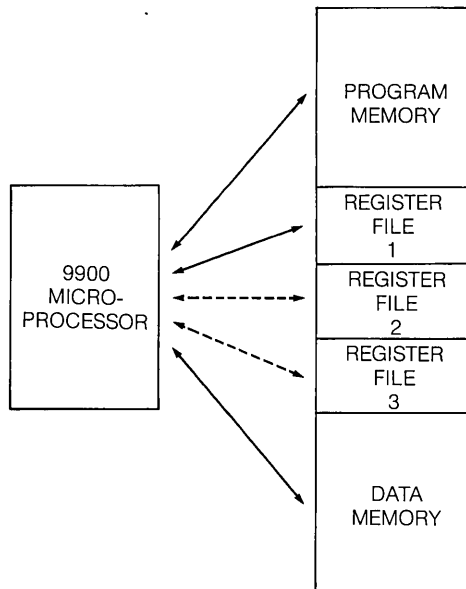 PROGRAM
MEMORY
REGISTER
FILE
1
9900
MICRO-
PROCESSOR
REGISTER
FILE
2
REGISTER
FILE
3
DATA
MEMORY